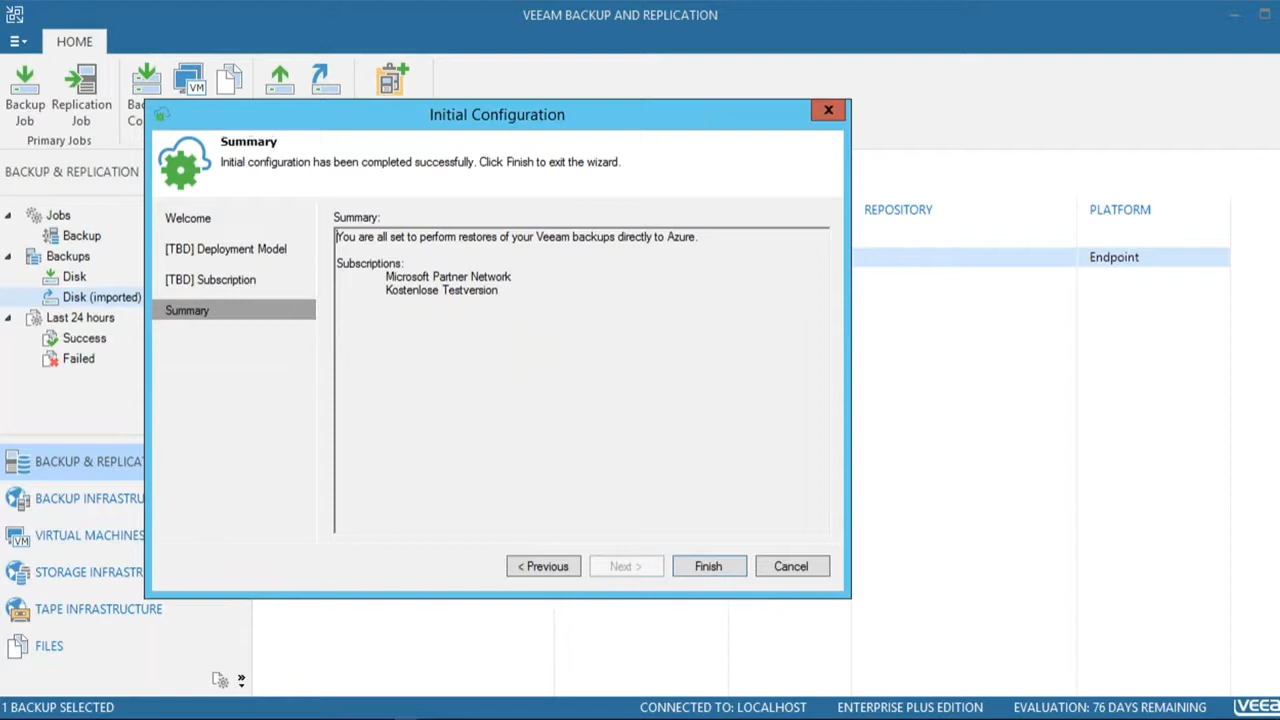 VEEAM BACKUP AND REPLICATION
HOME
Backup
Job
Replication
Job
VM
Primary Jobs
Initial Configuration
Summary
Initial configuration has been completed successfully. Click Finish to exit the wizard.
BACKUP & REPLICATION
Jobs
Backup
Backups
Disk
Disk (imported)
Last 24 hours
Success
Failed
Welcome
[TBD] Deployment Model
[TBD] Subscription
Summary
Summary:
You are all set to perform restores of your Veeam backups directly to Azure.
Subscriptions:
Microsoft Partner Network
Kostenlose Testversion
REPOSITORY
PLATFORM
Endpoint
BACKUP & REPLICA
BACKUP INFRASTRU
VIRTUAL MACHINES
STORAGE INFRASTR
TAPE INFRASTRUCTURE
FILES
< Previous
Next >
Finish
Cancel
1 BACKUP SELECTED
CONNECTED TO: LOCALHOST
ENTERPRISE PLUS EDITION
EVALUATION: 76 DAYS REMAINING